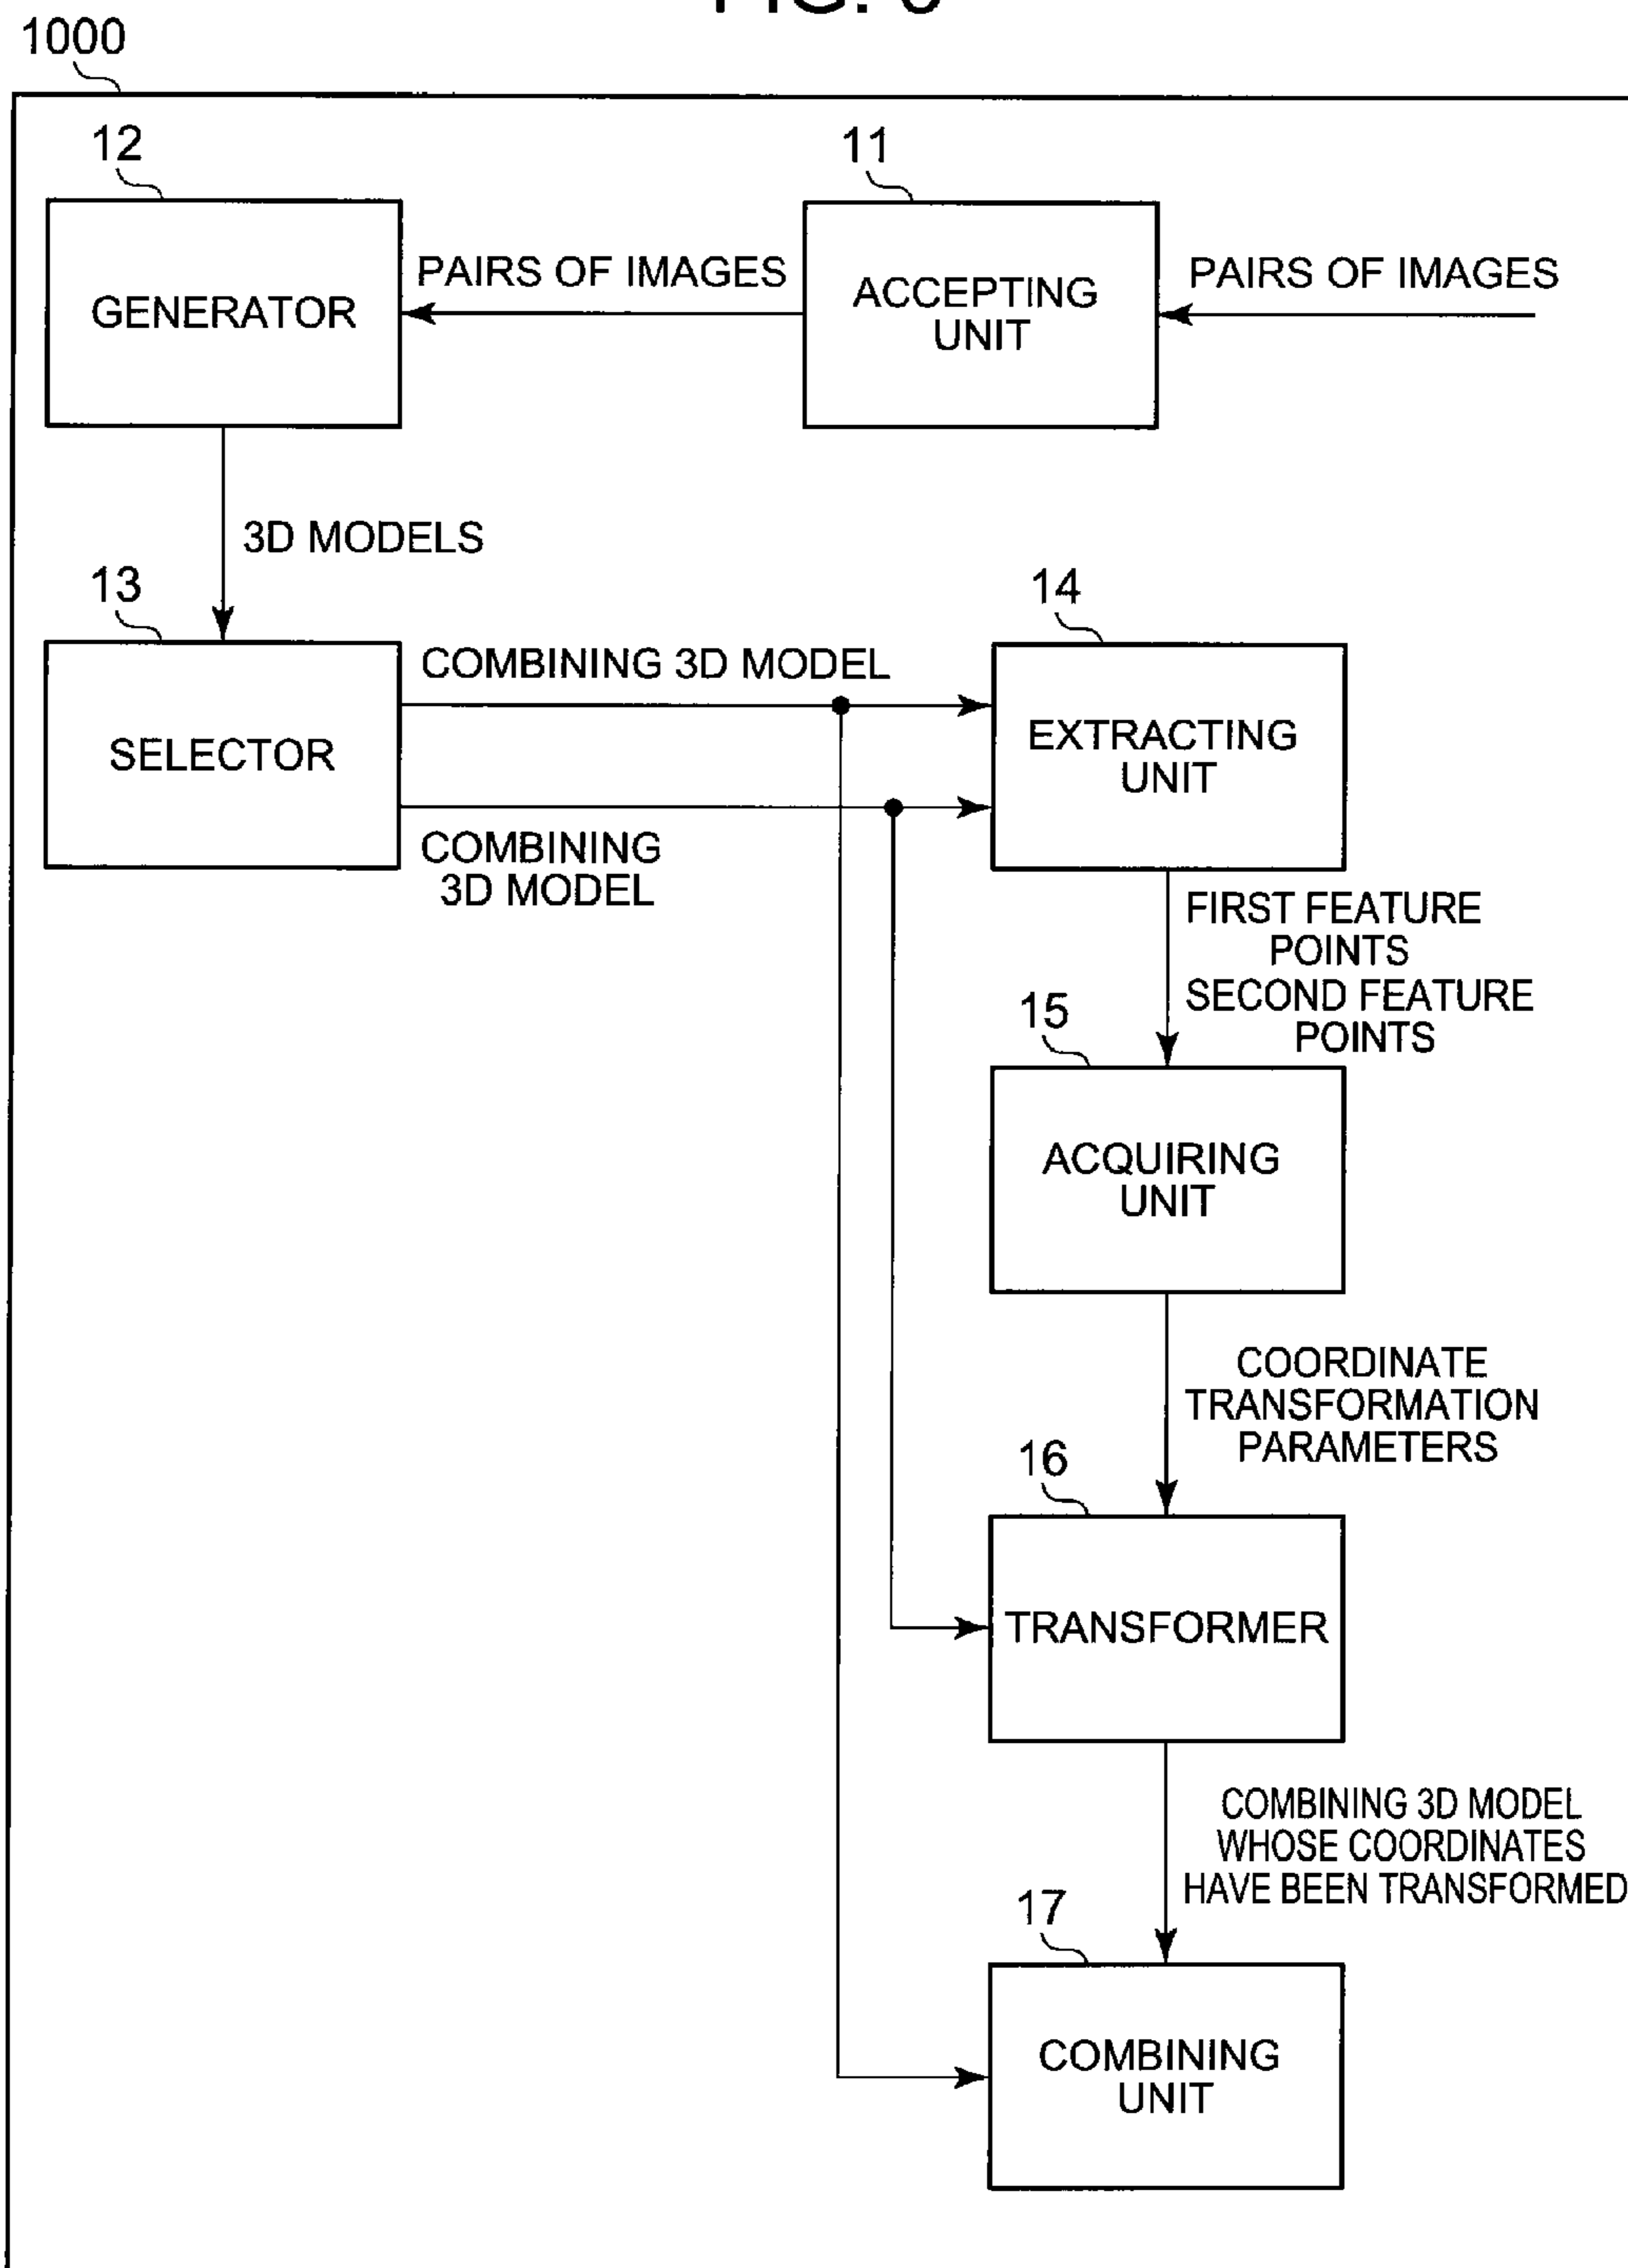 1000
12
11
GENERATOR
PAIRS OF IMAGES
ACCEPTING
UNIT
PAIRS OF IMAGES
3D MODELS
13
14
SELECTOR
COMBINING 3D MODEL
COMBINING
3D MODEL
EXTRACTING
UNIT
FIRST FEATURE
POINTS
SECOND FEATURE
POINTS
15
ACQUIRING
UNIT
COORDINATE
TRANSFORMATION
PARAMETERS
16
TRANSFORMER
COMBINING 3D MODEL
WHOSE COORDINATES
HAVE BEEN TRANSFORMED
17
COMBINING
UNIT